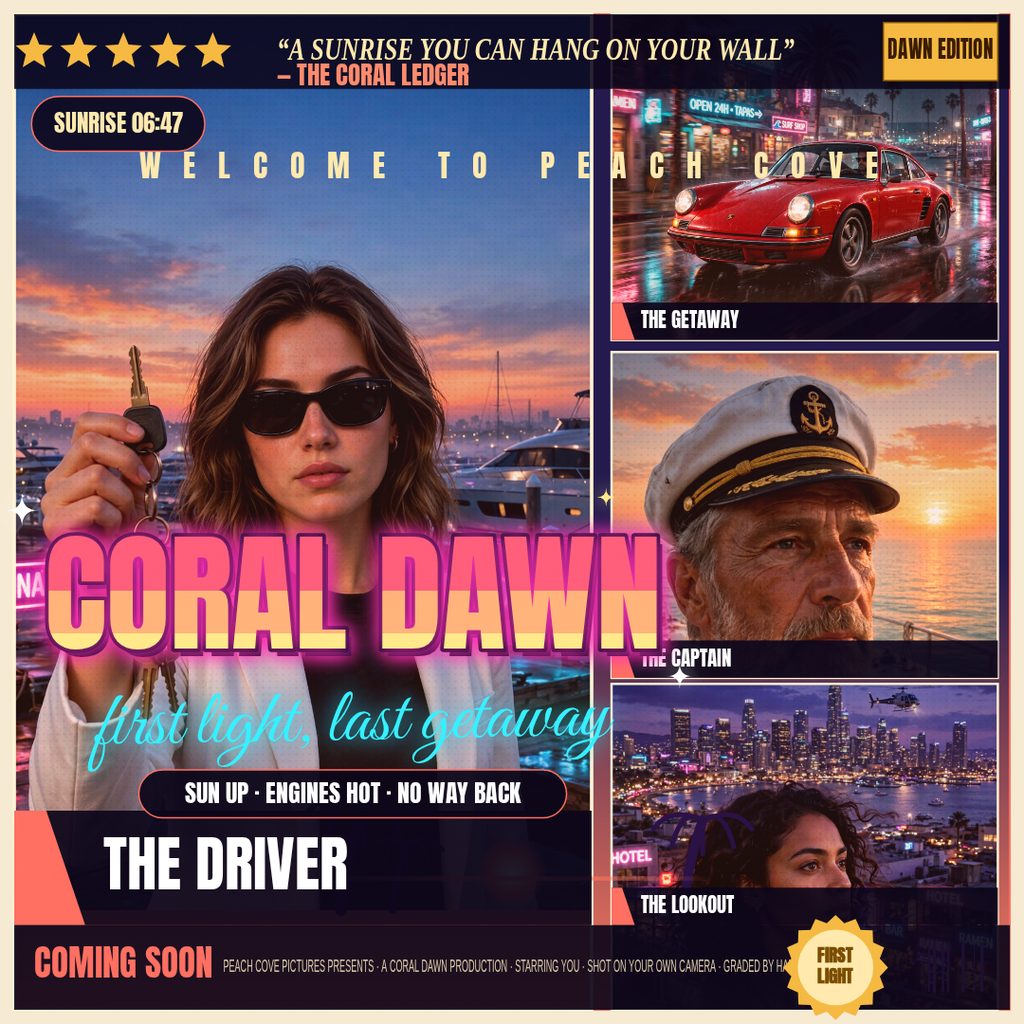 “A SUNRISE YOU CAN HANG ON YOUR WALL”
– THE CORAL LEDGER
DAWN EDITION
SUNRISE 06:47
WELCOME TO PEACH COVE
OPEN 24H • TAPAS
SURF SHOP
THE GETAWAY
THE CAPTAIN
CORAL DAWN
first light, last getaway
SUN UP · ENGINES HOT · NO WAY BACK
THE DRIVER
HOTEL
THE LOOKOUT
BAR
RAMEN
COMING SOON
PEACH COVE PICTURES PRESENTS · A CORAL DAWN PRODUCTION · STARRING YOU · SHOT ON YOUR OWN CAMERA · GRADED BY
FIRST
LIGHT